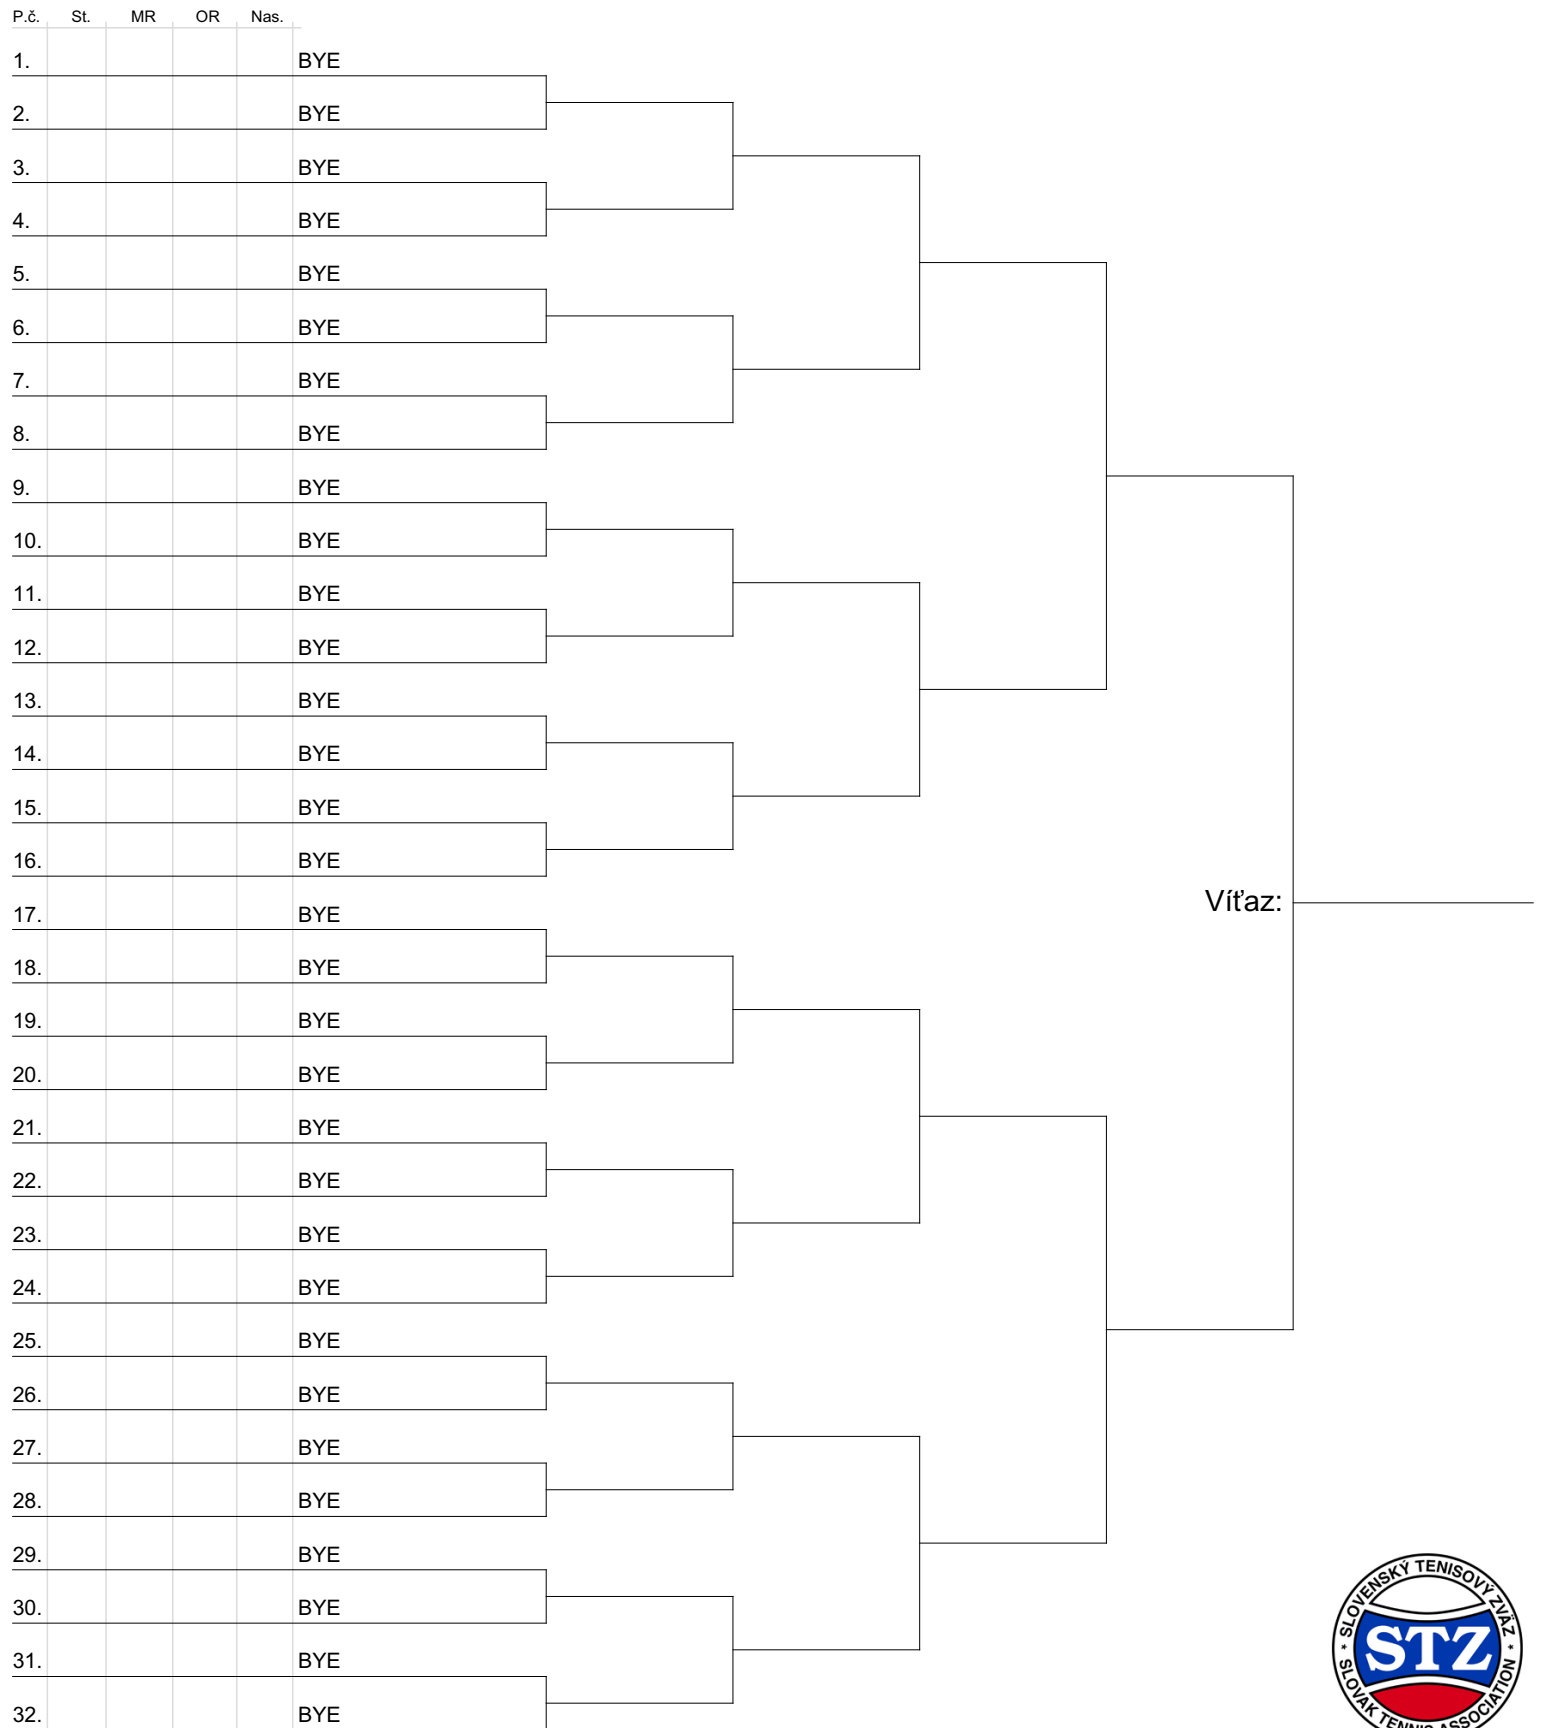 P.č. St. MR OR Nas.
1. BYE
2. BYE
3. BYE
4. BYE
5. BYE
6. BYE
7. BYE
8. BYE
9. BYE
10. BYE
11. BYE
12. BYE
13. BYE
14. BYE
15. BYE
16. BYE
17. BYE
Víťaz:
18. BYE
19. BYE
20. BYE
21. BYE
22. BYE
23. BYE
24. BYE
25. BYE
26. BYE
27. BYE
28. BYE
29. BYE
30. BYE
31. BYE
32. BYE
* SLOVENSKÝ TENISOVÝ ZVÄZ *
STZ
SLOVAK TENNIS ASSOCIATION